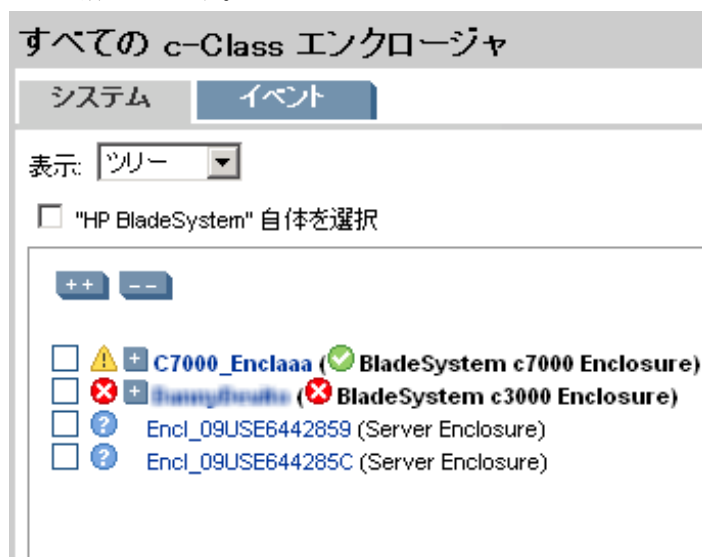 すべての c-Class エンクロージャ
システム イベント
表示: ツリー
"HP BladeSystem" 自体を選択
++ --
C7000_Enclaaa (BladeSystem c7000 Enclosure)
(BladeSystem c3000 Enclosure)
Encl_09USE6442859 (Server Enclosure)
Encl_09USE644285C (Server Enclosure)